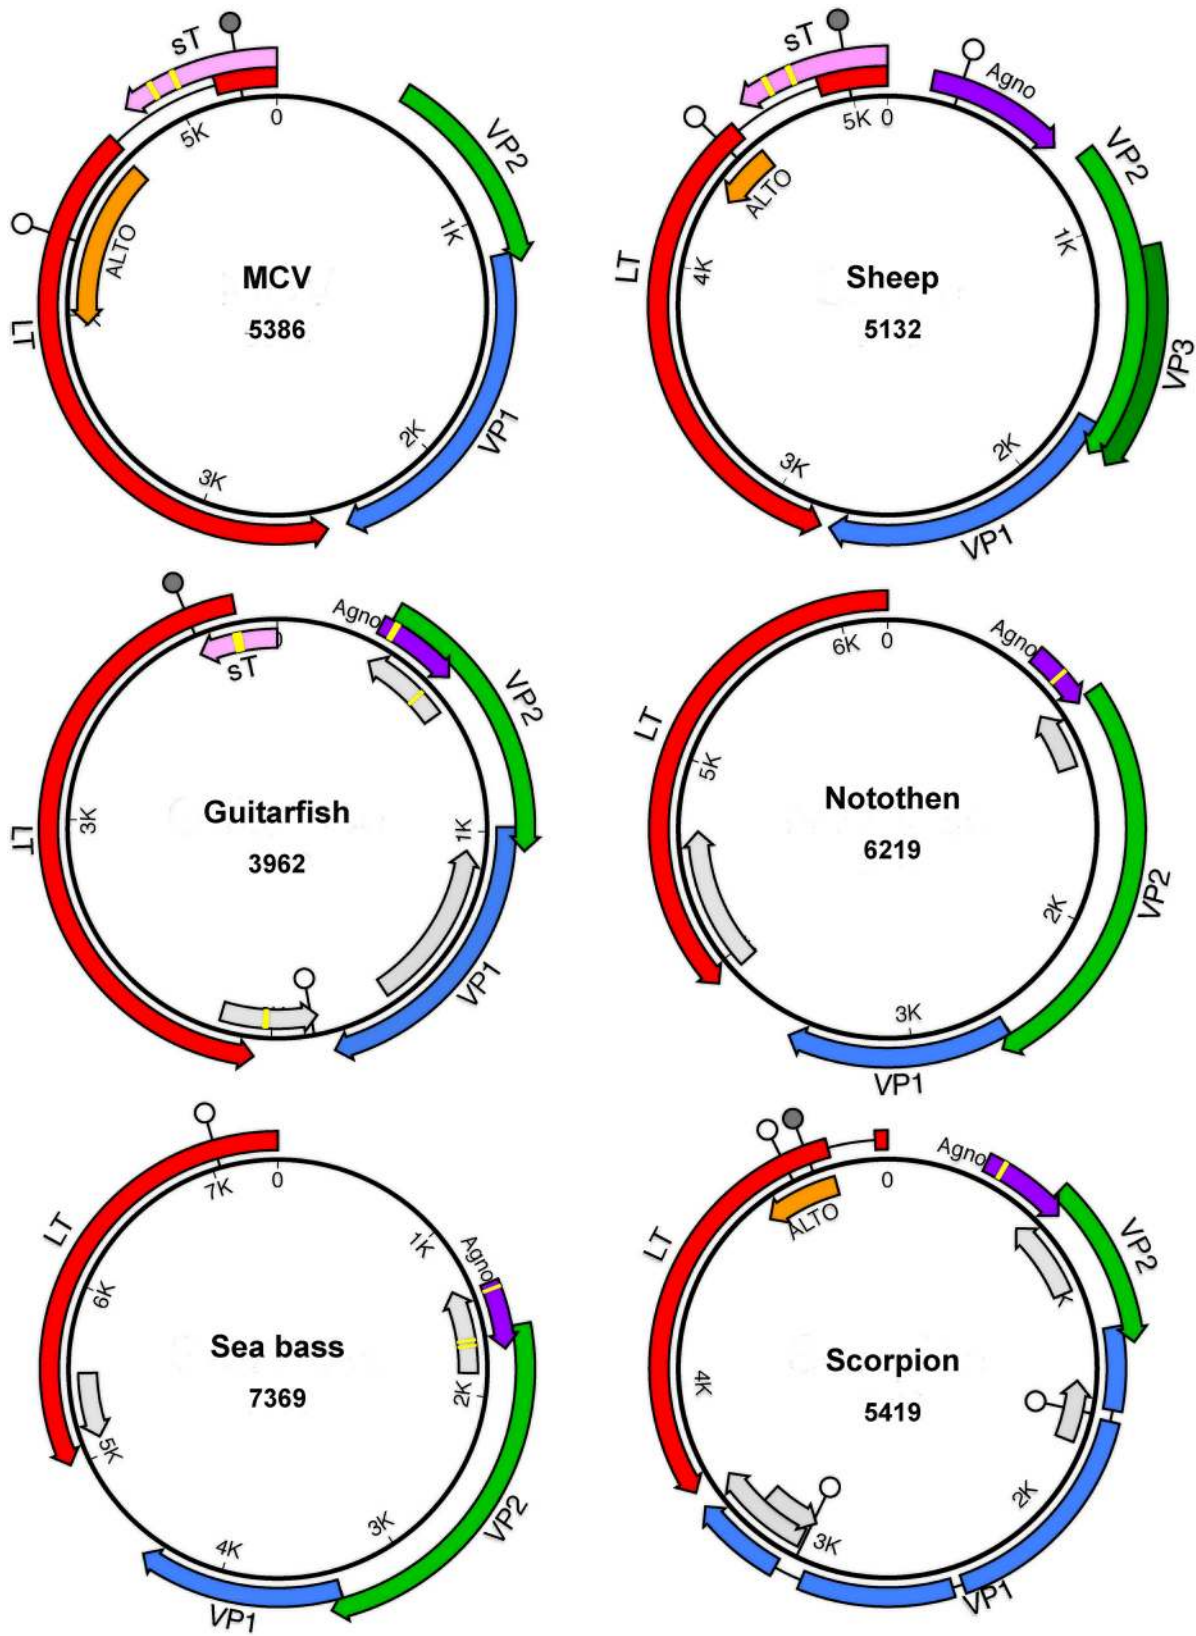 sT
0
5K
VP2
1K
ALTO
MCV
5386
LT
2K
VP1
3K
sT
Agno
5K 0
VP2
ALTO
1K
LT
4K
Sheep
5132
VP3
2K
3K
VP1
Agno
0
sT
VP2
Guitarfish
3962
3K
1K
LT
VP1
Agno
6K
0
LT
5K
Notothen
6219
VP2
2K
3K
VP1
7K
0
1K
Agno
LT
6K
Sea bass
7369
2K
5K
VP2
3K
4K
VP1
Agno
0
ALTO
VP2
LT
K
Scorpion
5419
4K
2K
3K
VP1